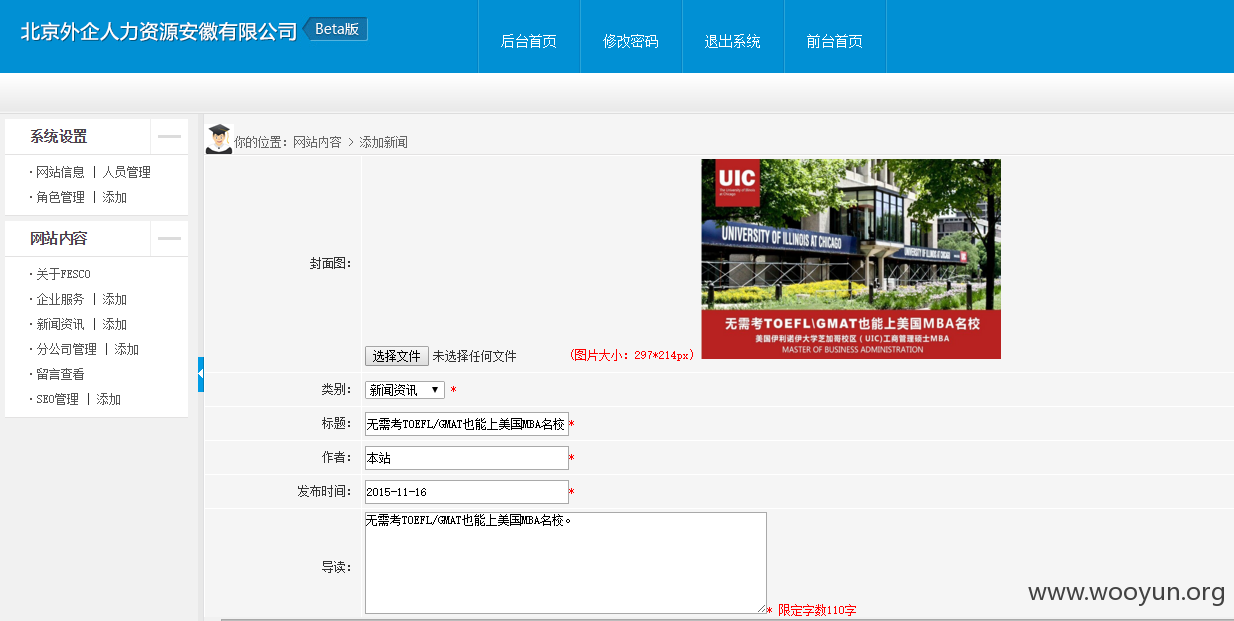 北京外企人力资源安徽有限公司 Beta版
后台首页 修改密码 退出系统 前台首页
系统设置
·网站信息 | 人员管理
·角色管理 | 添加
网站内容
·关于FESCO
·企业服务 | 添加
·新闻资讯 | 添加
·分公司管理 | 添加
·留言查看
·SEO管理 | 添加
你的位置：网站内容 > 添加新闻
封面图：
UIC
UNIVERSITY OF ILLINOIS AT CHICAGO
UNIVERSITY OF ILLINOIS AT CHICAGO
无需考TOEFL\GMAT也能上美国MBA名校
美国伊利诺伊大学芝加哥校区（UIC)工商管理硕士MBA
MASTER OF BUSINESS ADMINISTRATION
选择文件 未选择任何文件 (图片大小：297*214px)
类别： 新闻资讯 *
标题： 无需考TOEFL/GMAT也能上美国MBA名校 *
作者： 本站 *
发布时间： 2015-11-16 *
导读： 无需考TOEFL/GMAT也能上美国MBA名校。
* 限定字数110字
www.wooyun.org